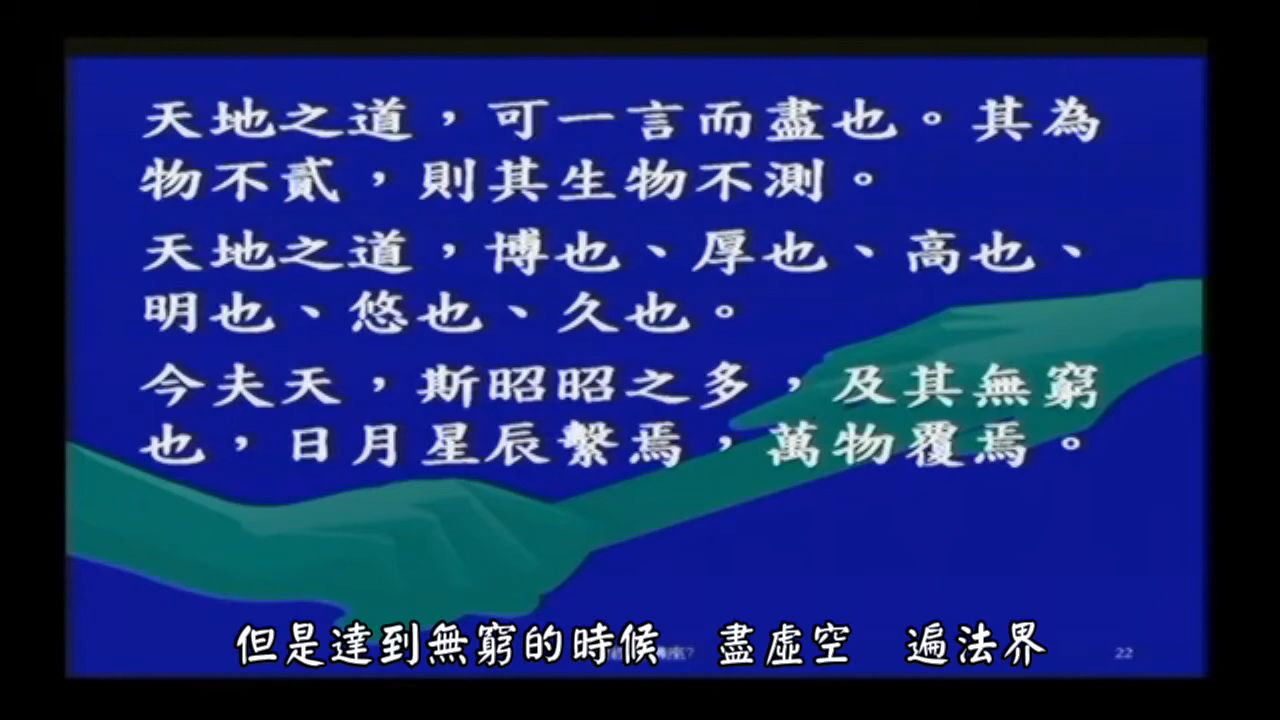 天地之道，可一言而盡也。其為
物不貳，則其生物不測。
天地之道，博也、厚也、高也、
明也、悠也、久也。
今夫天，斯昭昭之多，及其無窮
也，日月星辰繫焉，萬物覆焉。
但是達到無窮的時候　盡虛空　遍法界
22